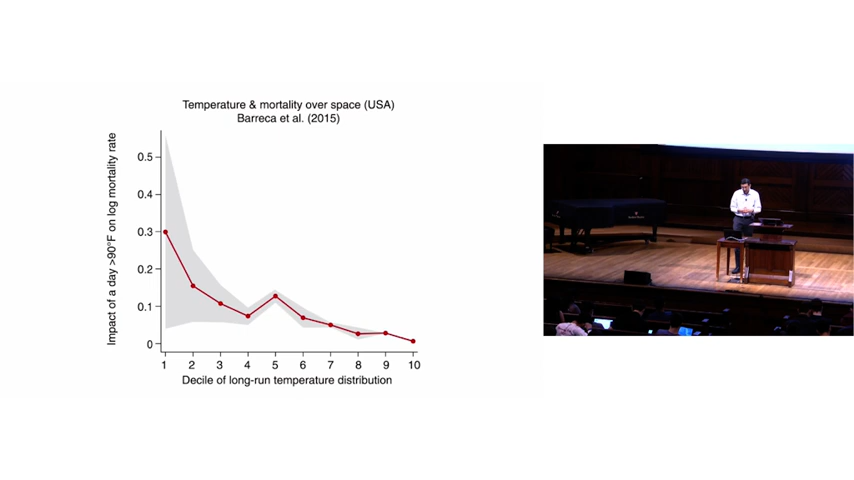 Temperature & mortality over space (USA)
Barreca et al. (2015)
Impact of a day >90°F on log mortality rate
0.5
0.4
0.3
0.2
0.1
0
1 2 3 4 5 6 7 8 9 10
Decile of long-run temperature distribution